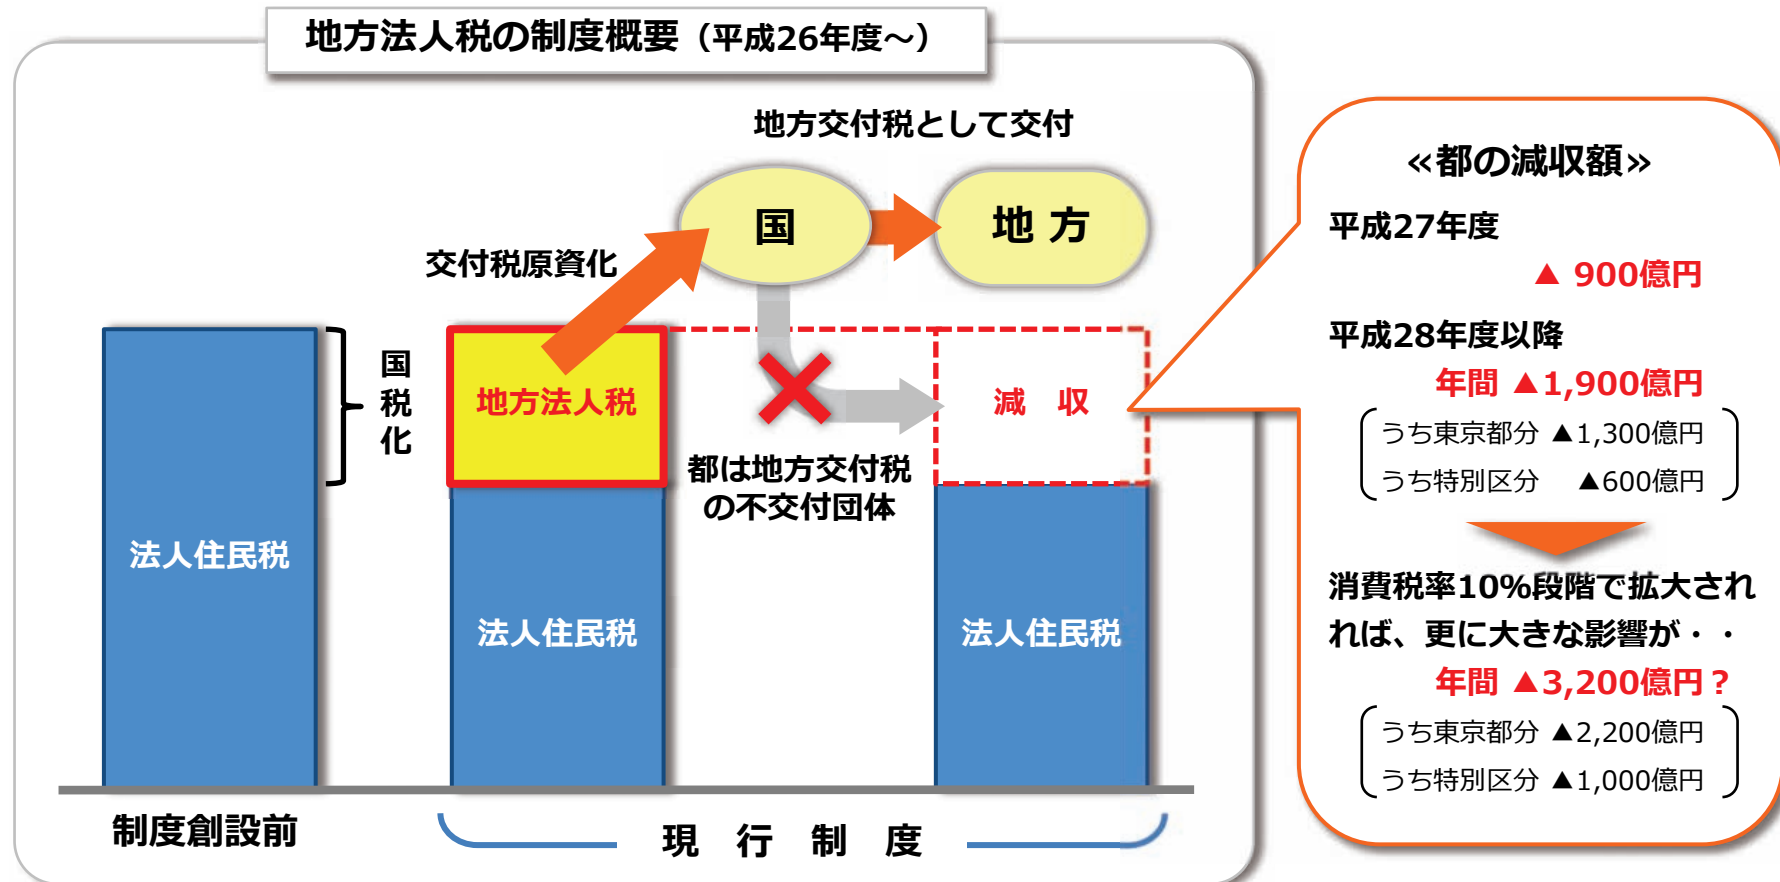 地方法人税の制度概要（平成26年度～）
地方交付税として交付
国
地 方
交付税原資化
国税化
地方法人税
減 収
都は地方交付税
の不交付団体
法人住民税
法人住民税
法人住民税
制度創設前
現 行 制 度
≪都の減収額≫
平成27年度
▲ 900億円
平成28年度以降
年間 ▲1,900億円
うち東京都分 ▲1,300億円
うち特別区分 ▲600億円
消費税率10%段階で拡大され
れば、更に大きな影響が・・
年間 ▲3,200億円？
うち東京都分 ▲2,200億円
うち特別区分 ▲1,000億円